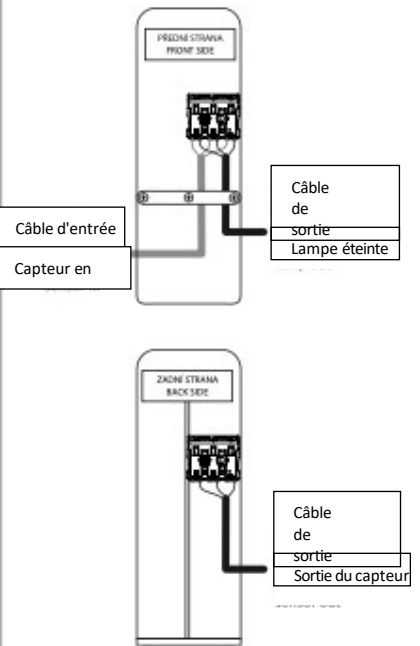 PŘEDNÍ STRANA
FRONT SIDE
Câble
de
sortie
Lampe éteinte
Câble d'entrée
Capteur en
ZADNÍ STRANA
BACK SIDE
Câble
de
sortie
Sortie du capteur